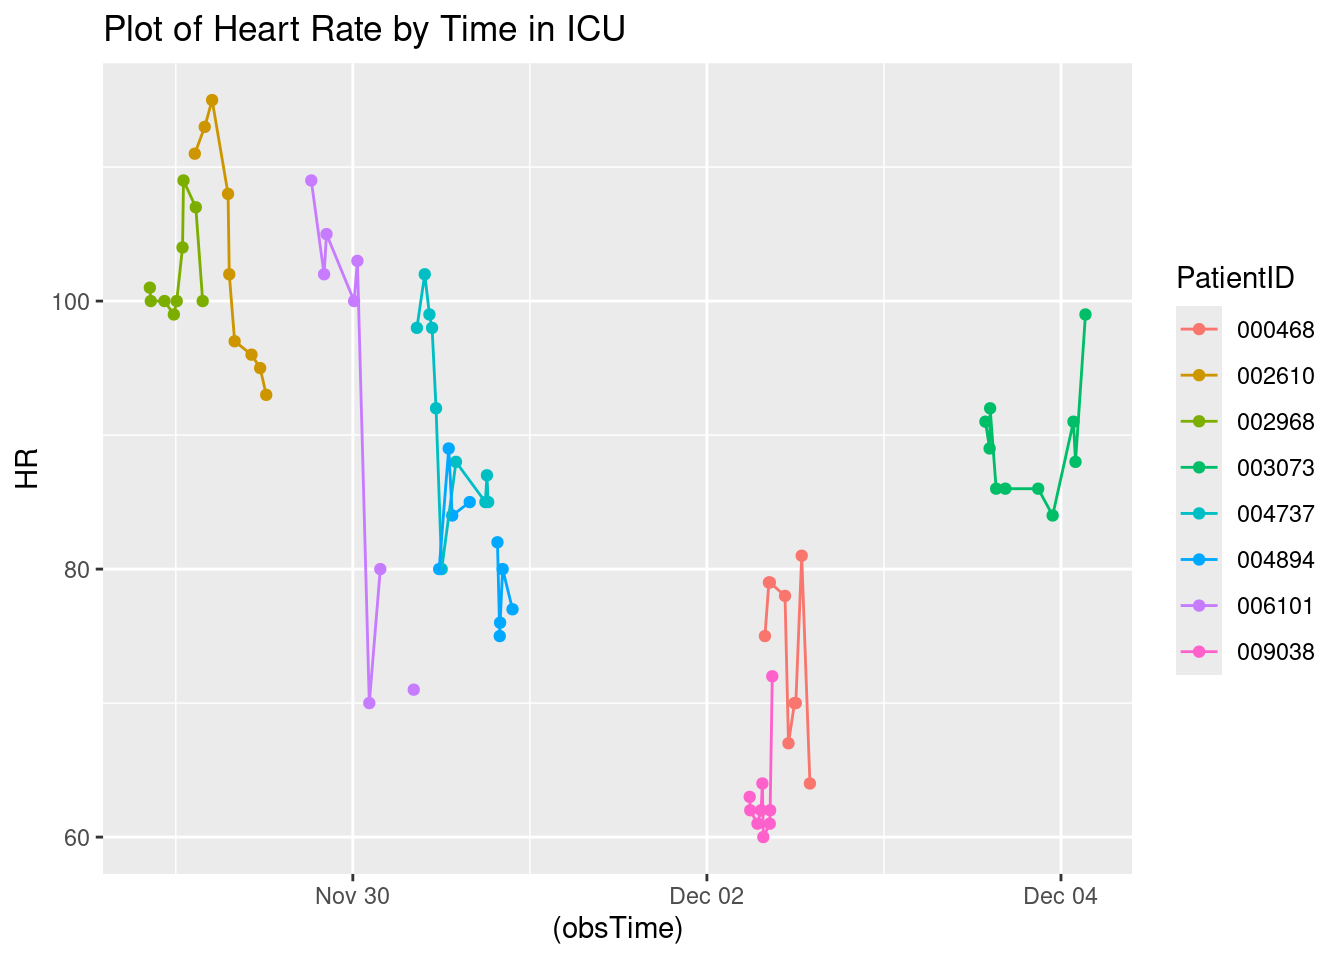 Plot of Heart Rate by Time in ICU
HR
100
80
60
Nov 30
Dec 02
Dec 04
(obsTime)
PatientID
000468
002610
002968
003073
004737
004894
006101
009038